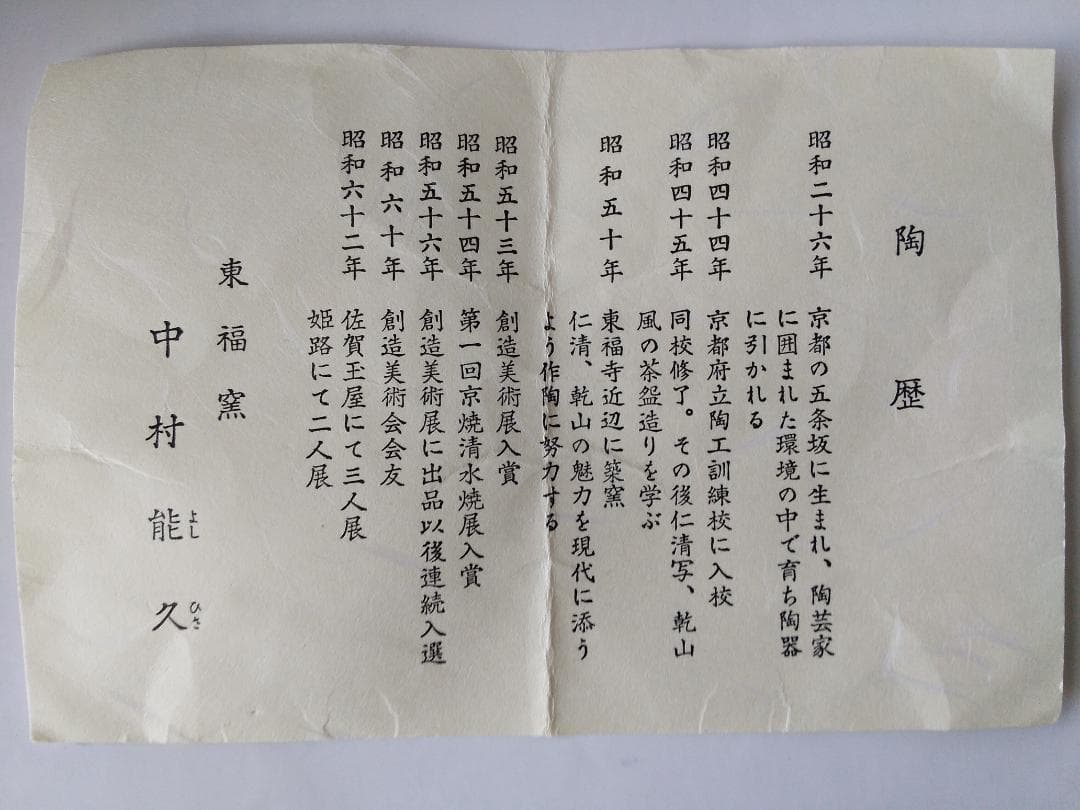 陶歴
昭和二十六年 京都の五条坂に生まれ、陶芸家
に囲まれた環境の中で育ち陶器
に引かれる
昭和四十四年 京都府立陶工訓練校に入校
昭和四十五年 同校修了。その後仁清写、乾山
風の茶盌造りを学ぶ
昭和五十年 東福寺近辺に築窯
仁清、乾山の魅力を現代に添う
よう作陶に努力する
昭和五十三年 創造美術展入賞
昭和五十四年 第一回京焼清水焼展入賞
昭和五十六年 創造美術展に出品以後連続入選
昭和六十年 創造美術会会友
昭和六十二年 佐賀玉屋にて三人展
姫路にて二人展
東福窯
中村能久
よし ひさ